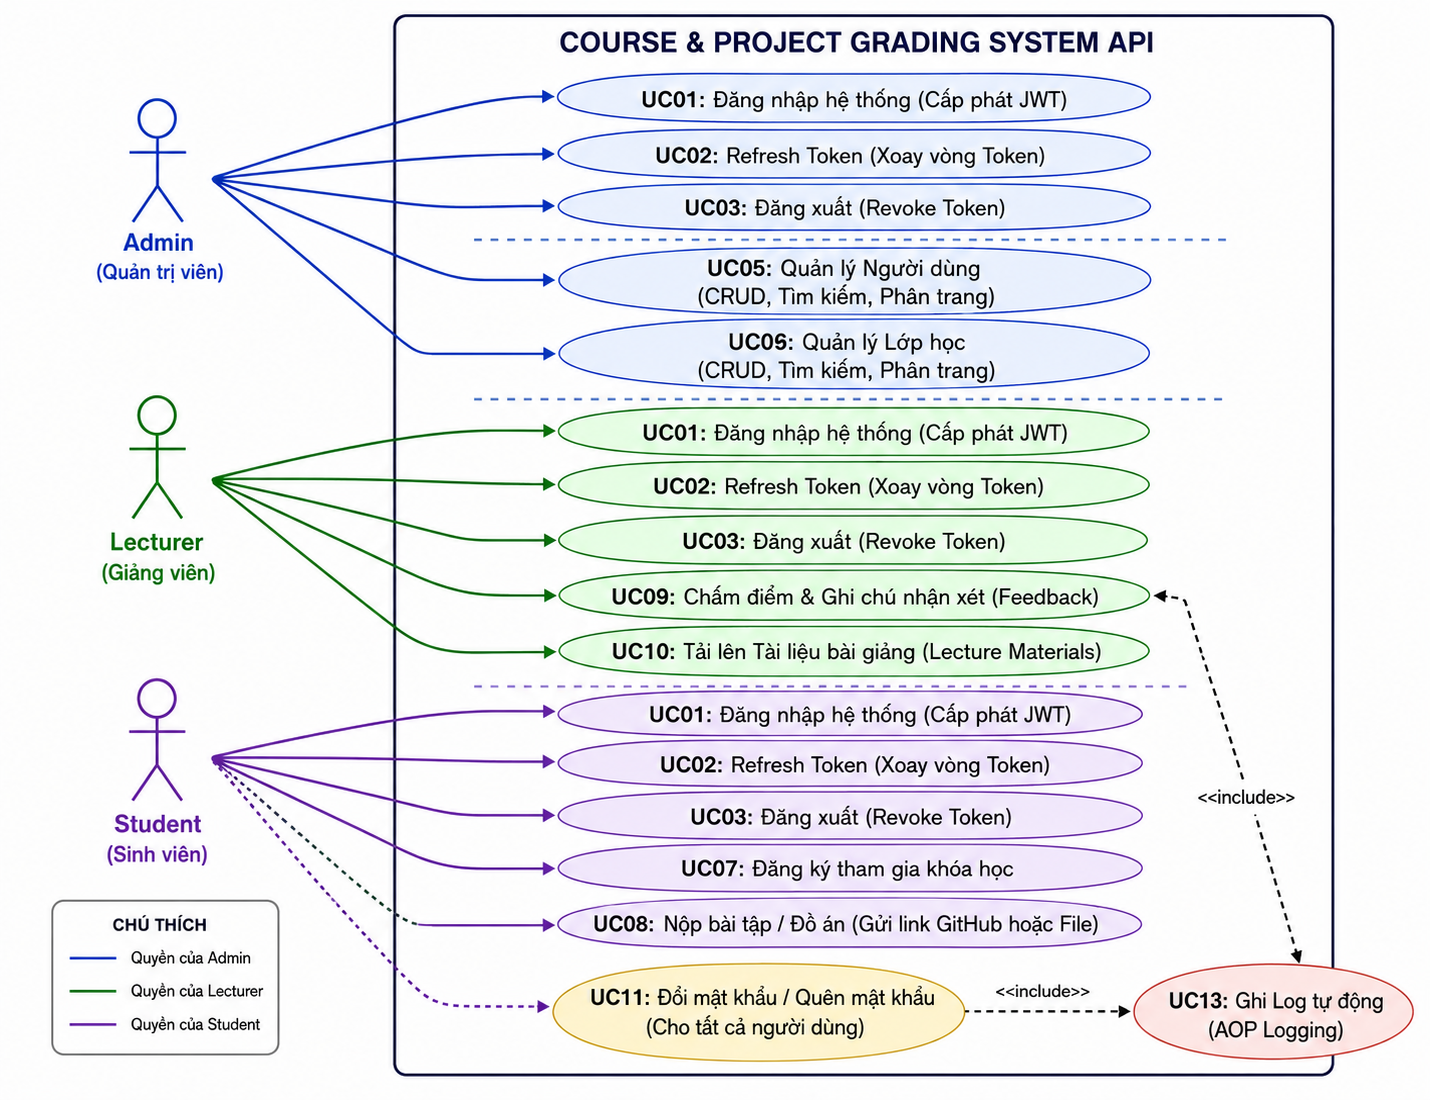 COURSE & PROJECT GRADING SYSTEM API
UC01: Đăng nhập hệ thống (Cấp phát JWT)
UC02: Refresh Token (Xoay vòng Token)
UC03: Đăng xuất (Revoke Token)
Admin
(Quản trị viên)
UC05: Quản lý Người dùng
(CRUD, Tìm kiếm, Phân trang)
UC06: Quản lý Lớp học
(CRUD, Tìm kiếm, Phân trang)
UC01: Đăng nhập hệ thống (Cấp phát JWT)
UC02: Refresh Token (Xoay vòng Token)
UC03: Đăng xuất (Revoke Token)
Lecturer
(Giảng viên)
UC09: Chấm điểm & Ghi chú nhận xét (Feedback)
UC10: Tải lên Tài liệu bài giảng (Lecture Materials)
UC01: Đăng nhập hệ thống (Cấp phát JWT)
UC02: Refresh Token (Xoay vòng Token)
<<include>>
UC03: Đăng xuất (Revoke Token)
Student
(Sinh viên)
UC07: Đăng ký tham gia khóa học
UC08: Nộp bài tập / Đồ án (Gửi link GitHub hoặc File)
CHÚ THÍCH
Quyền của Admin
Quyền của Lecturer
Quyền của Student
UC11: Đổi mật khẩu / Quên mật khẩu
(Cho tất cả người dùng)
<<include>>
UC13: Ghi Log tự động
(AOP Logging)